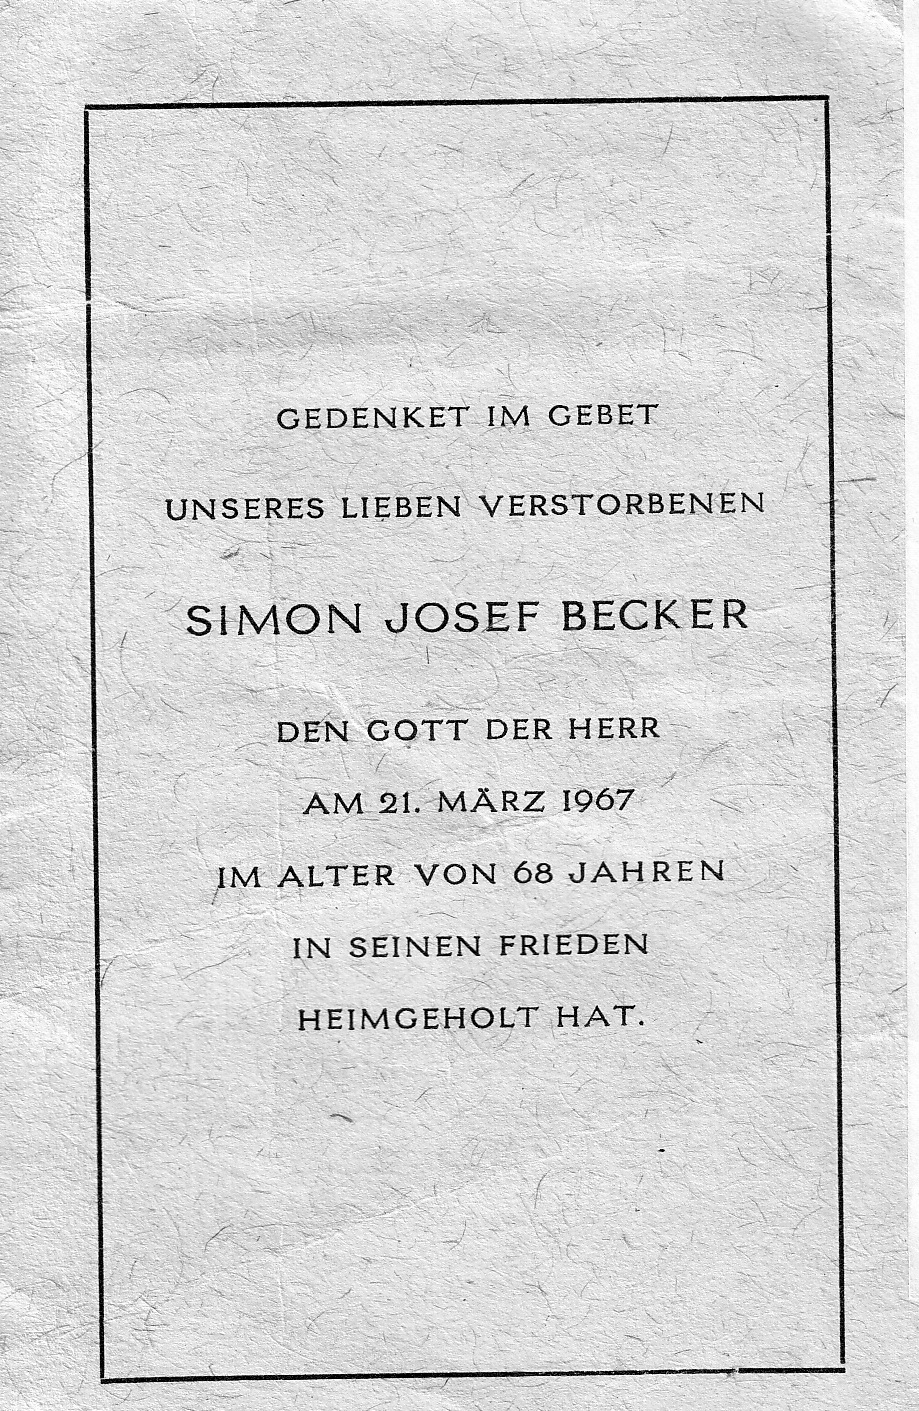 GEDENKET IM GEBET
UNSERES LIEBEN VERSTORBENEN
SIMON JOSEF BECKER
DEN GOTT DER HERR
AM 21. MÄRZ 1967
IM ALTER VON 68 JAHREN
IN SEINEN FRIEDEN
HEIMGEHOLT HAT.